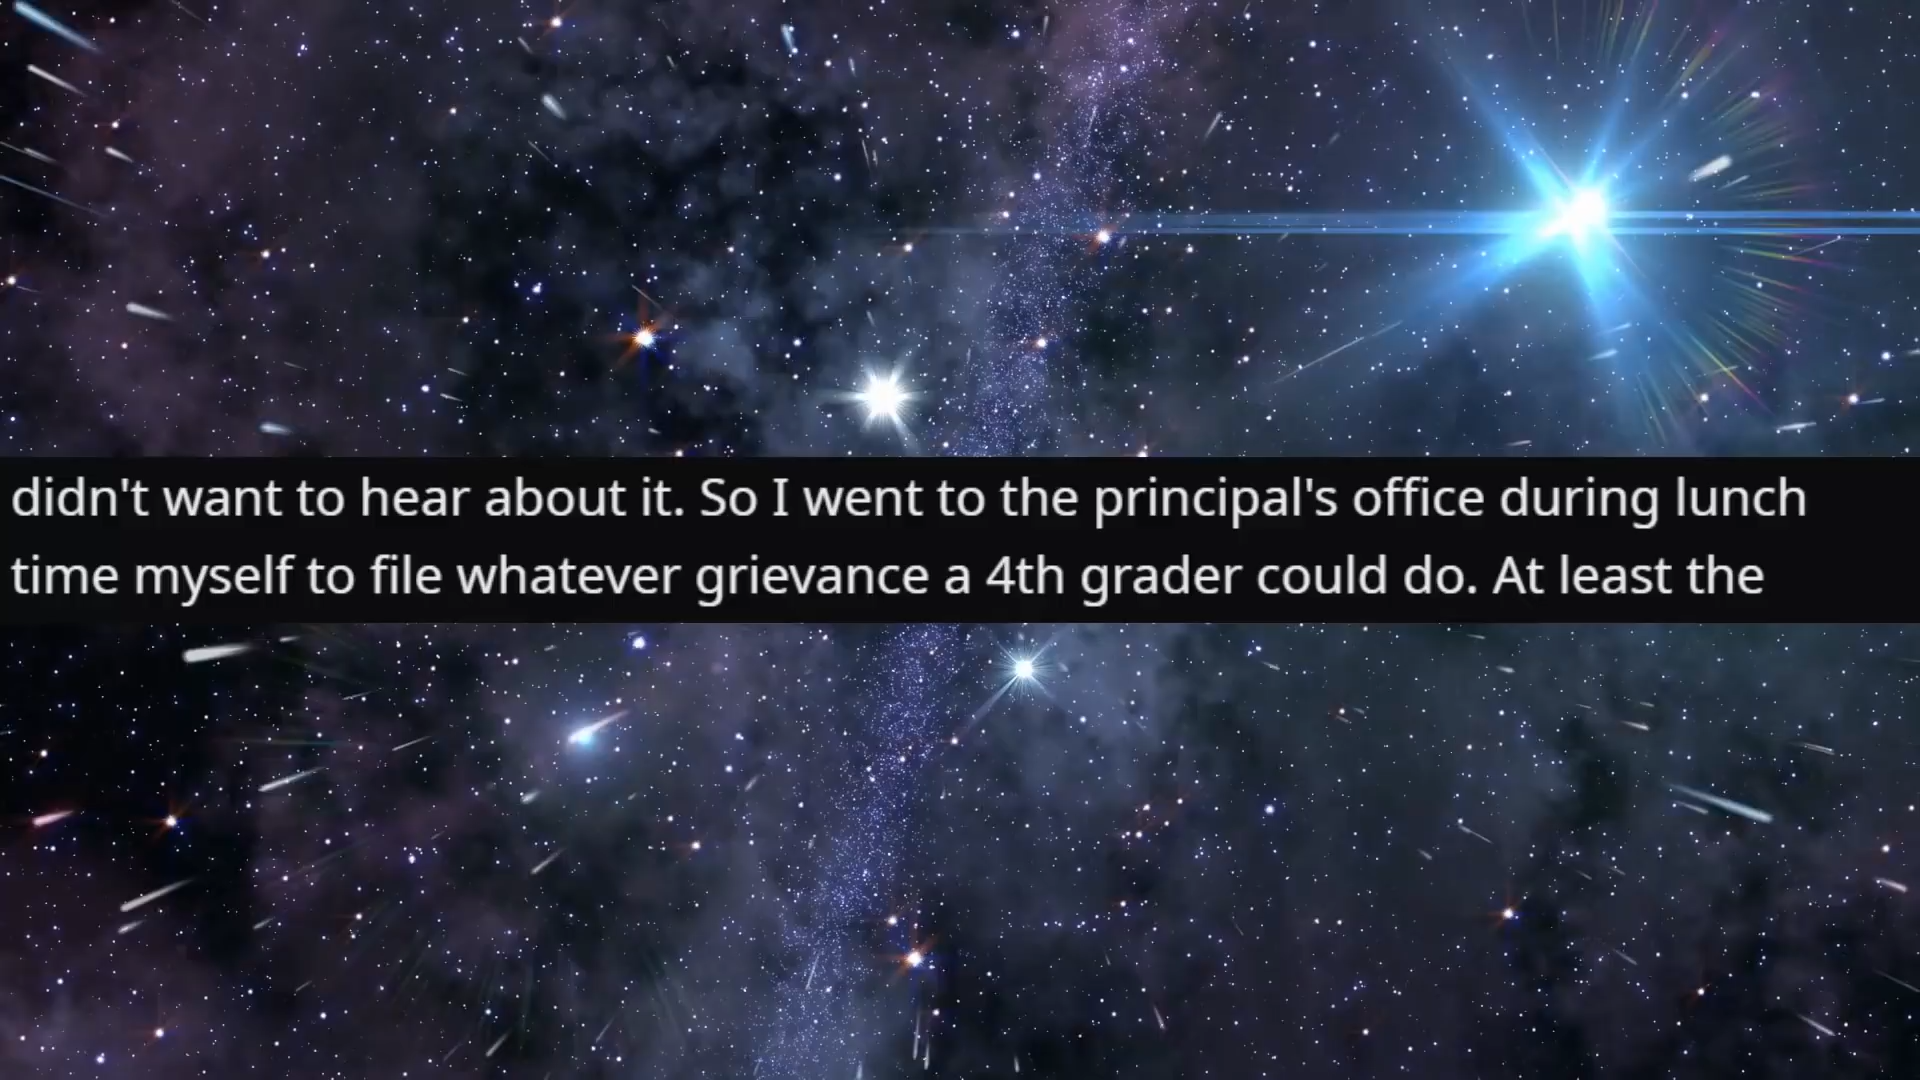 didn't want to hear about it. So I went to the principal's office during lunch
time myself to file whatever grievance a 4th grader could do. At least the